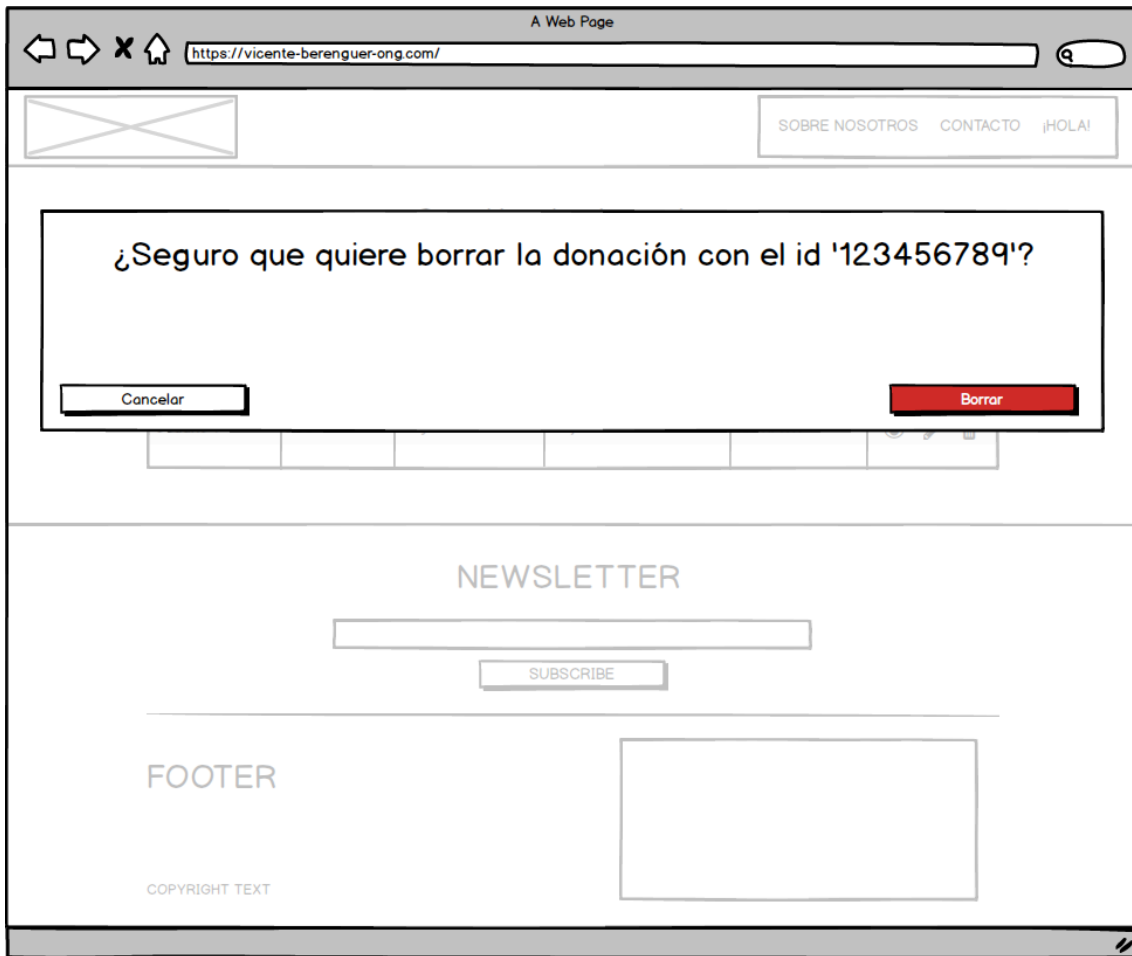 A Web Page
https://vicente-berenguer-ong.com/
SOBRE NOSOTROS CONTACTO ¡HOLA!
¿Seguro que quiere borrar la donación con el id '123456789'?
Cancelar Borrar
NEWSLETTER
SUBSCRIBE
FOOTER
COPYRIGHT TEXT